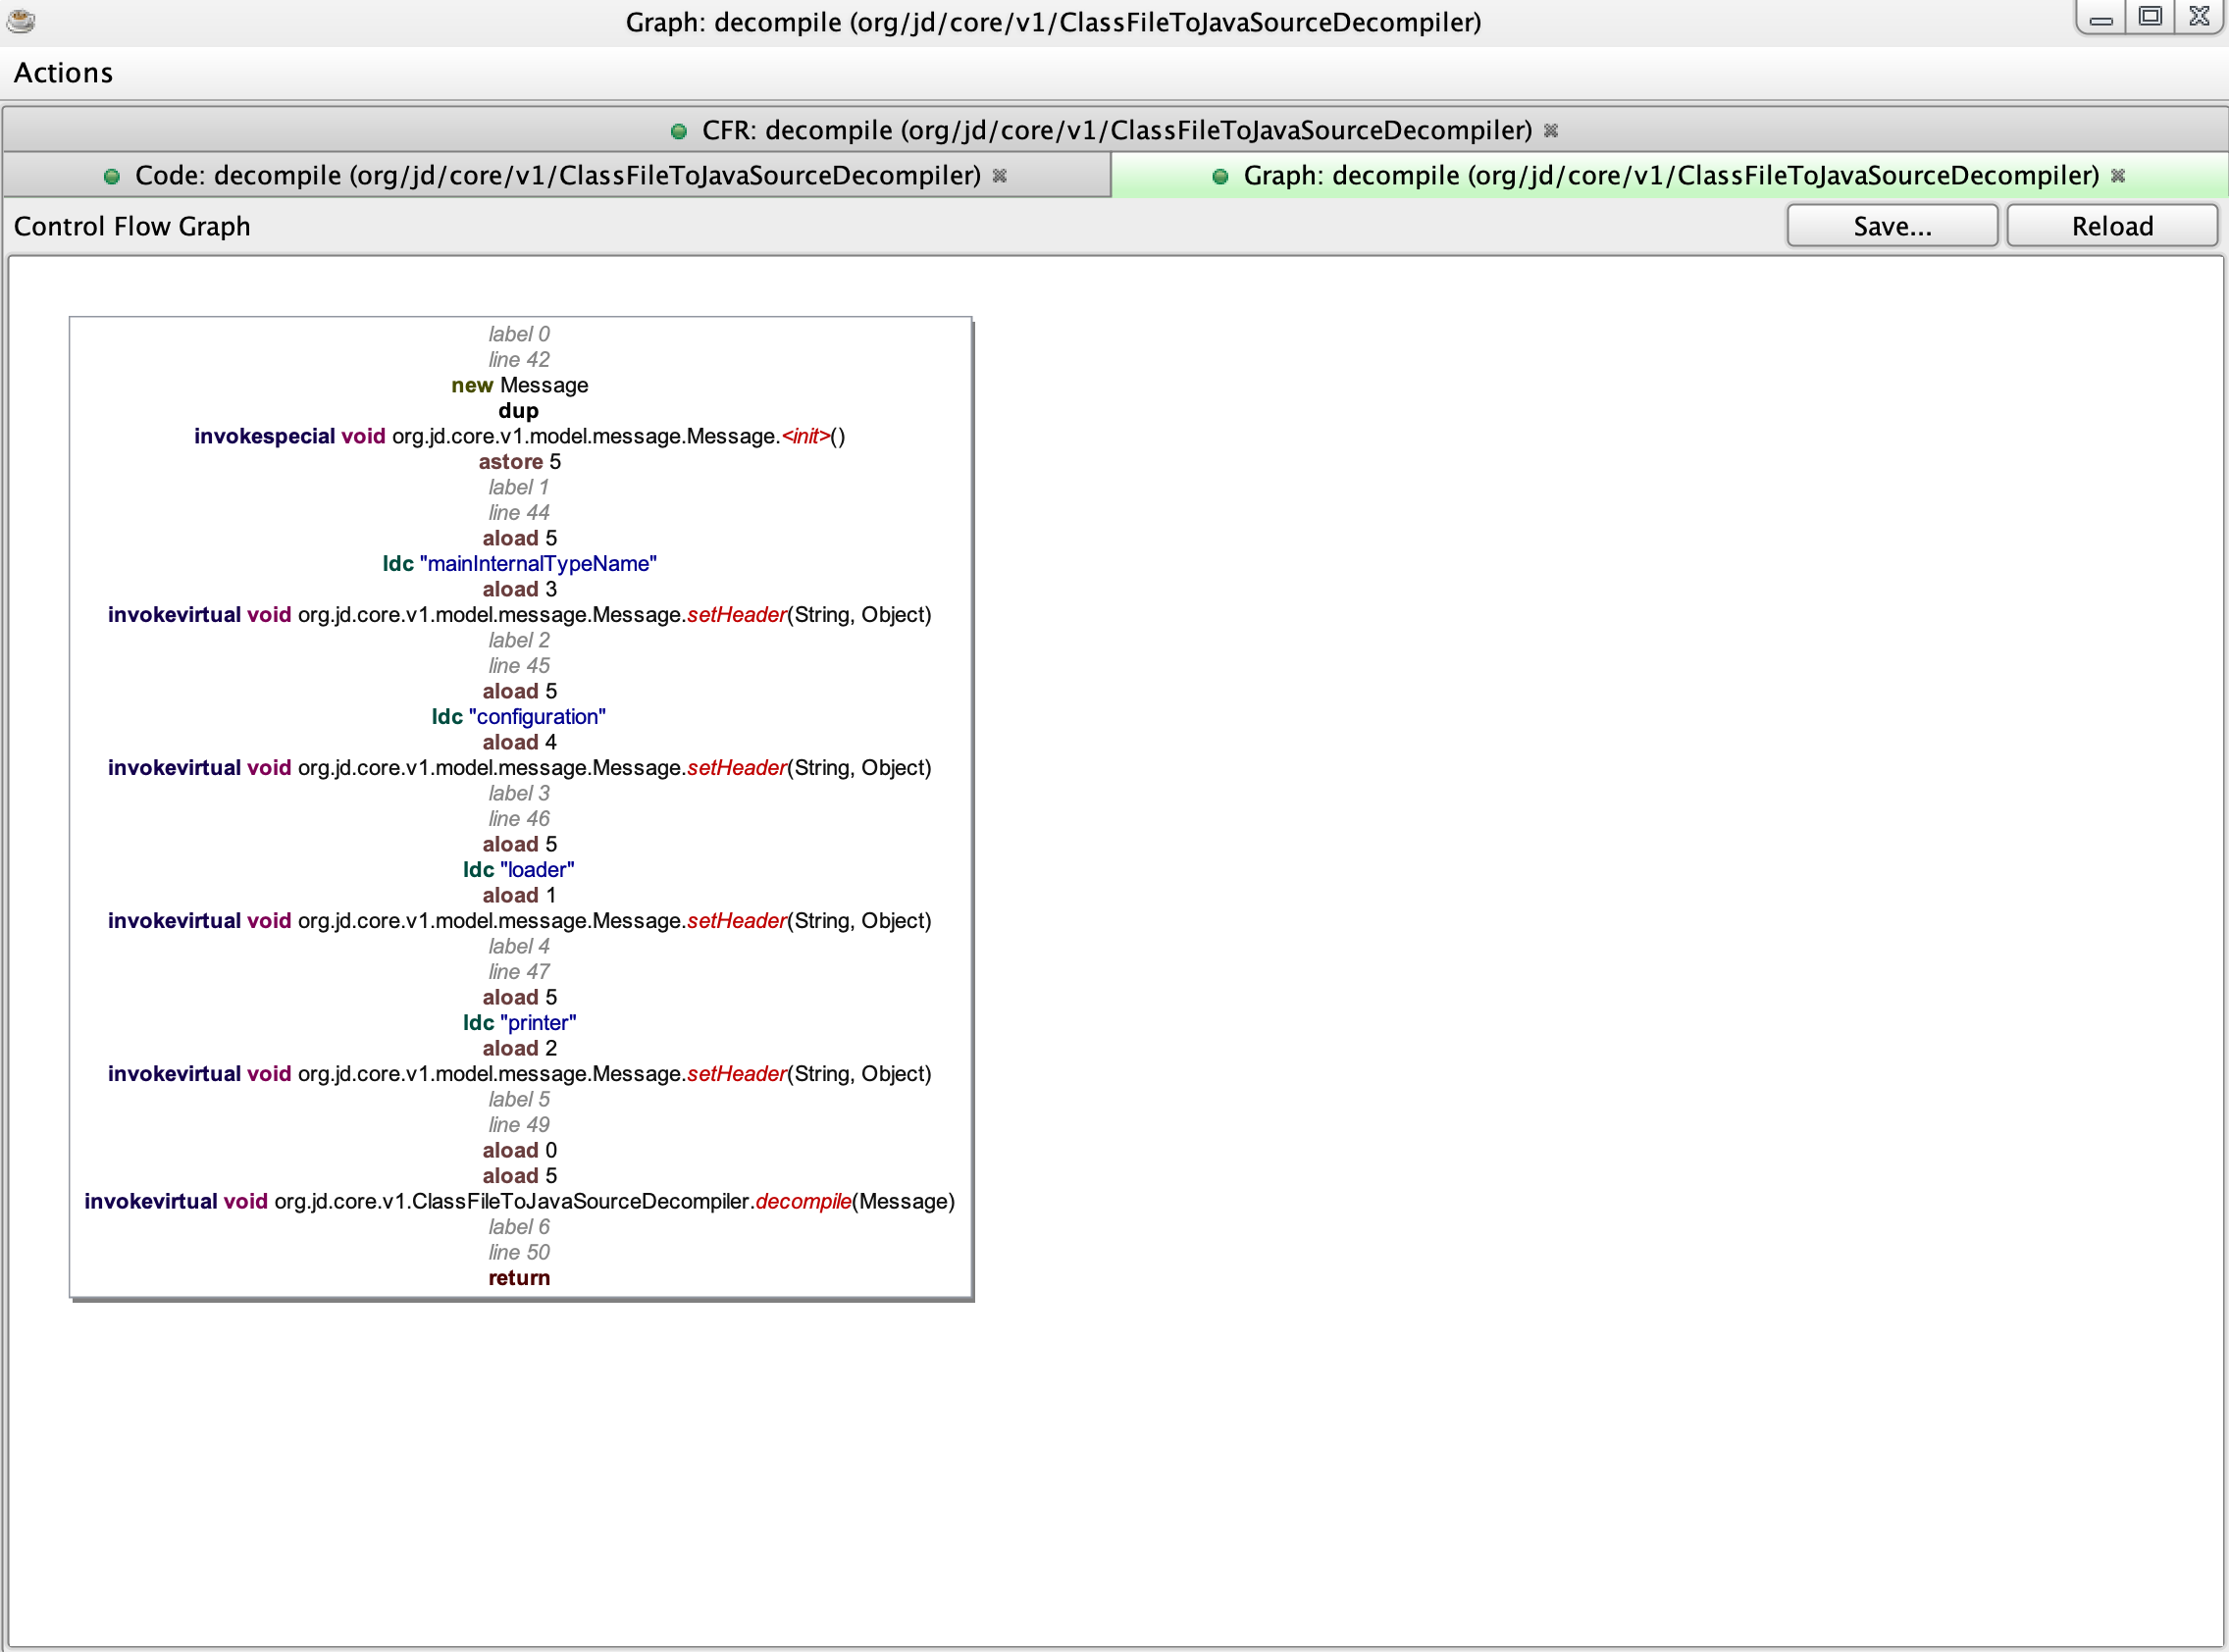 Graph: decompile (org/jd/core/v1/ClassFileToJavaSourceDecompiler)
Actions
CFR: decompile (org/jd/core/v1/ClassFileToJavaSourceDecompiler)
Code: decompile (org/jd/core/v1/ClassFileToJavaSourceDecompiler)
Graph: decompile (org/jd/core/v1/ClassFileToJavaSourceDecompiler)
Control Flow Graph
Save...
Reload
label 0
line 42
new Message
dup
invokespecial void org.jd.core.v1.model.message.Message.<init>()
astore 5
label 1
line 44
aload 5
ldc "mainInternalTypeName"
aload 3
invokevirtual void org.jd.core.v1.model.message.Message.setHeader(String, Object)
label 2
line 45
aload 5
ldc "configuration"
aload 4
invokevirtual void org.jd.core.v1.model.message.Message.setHeader(String, Object)
label 3
line 46
aload 5
ldc "loader"
aload 1
invokevirtual void org.jd.core.v1.model.message.Message.setHeader(String, Object)
label 4
line 47
aload 5
ldc "printer"
aload 2
invokevirtual void org.jd.core.v1.model.message.Message.setHeader(String, Object)
label 5
line 49
aload 0
aload 5
invokevirtual void org.jd.core.v1.ClassFileToJavaSourceDecompiler.decompile(Message)
label 6
line 50
return